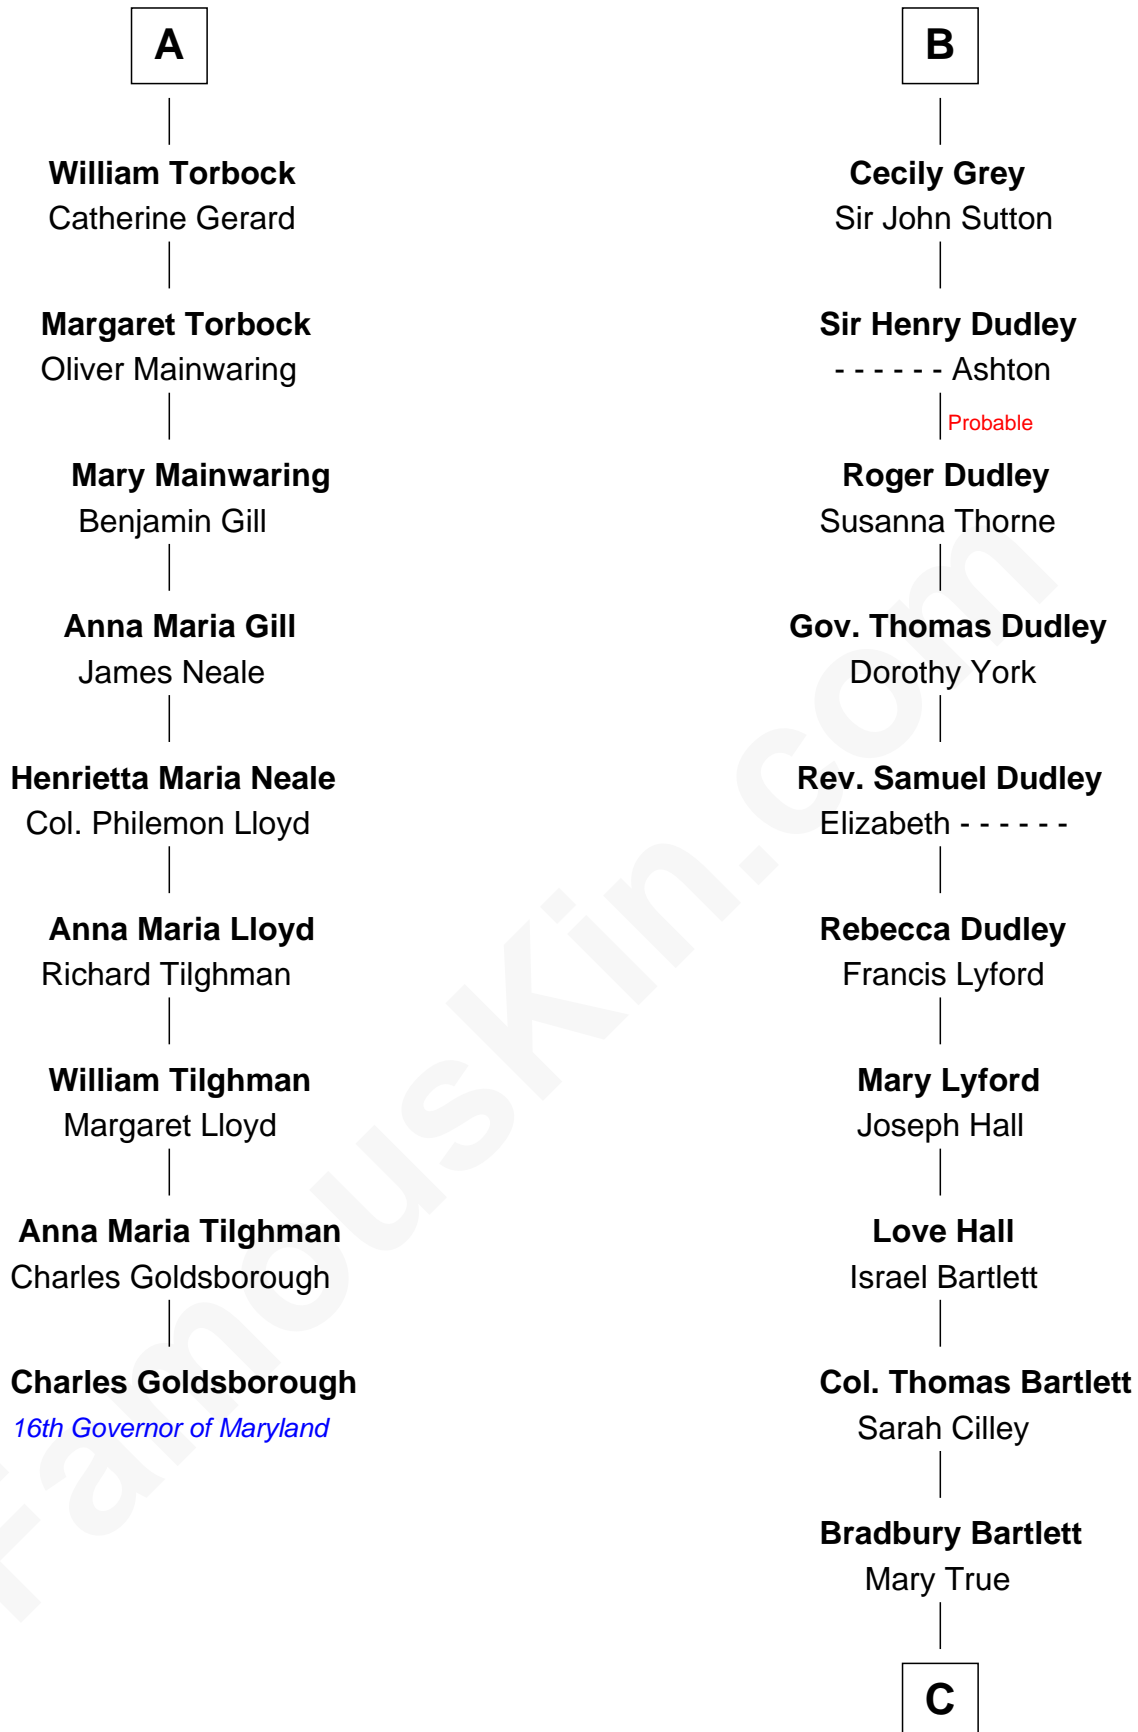 A
William Torbock
Catherine Gerard
Margaret Torbock
Oliver Mainwaring
Mary Mainwaring
Benjamin Gill
Anna Maria Gill
James Neale
Henrietta Maria Neale
Col. Philemon Lloyd
Anna Maria Lloyd
Richard Tilghman
William Tilghman
Margaret Lloyd
Anna Maria Tilghman
Charles Goldsborough
Charles Goldsborough
16th Governor of Maryland
B
Cecily Grey
Sir John Sutton
Sir Henry Dudley
- - - - - - Ashton
Probable
Roger Dudley
Susanna Thorne
Gov. Thomas Dudley
Dorothy York
Rev. Samuel Dudley
Elizabeth - - - - - -
Rebecca Dudley
Francis Lyford
Mary Lyford
Joseph Hall
Love Hall
Israel Bartlett
Col. Thomas Bartlett
Sarah Cilley
Bradbury Bartlett
Mary True
C
FamousKin.com